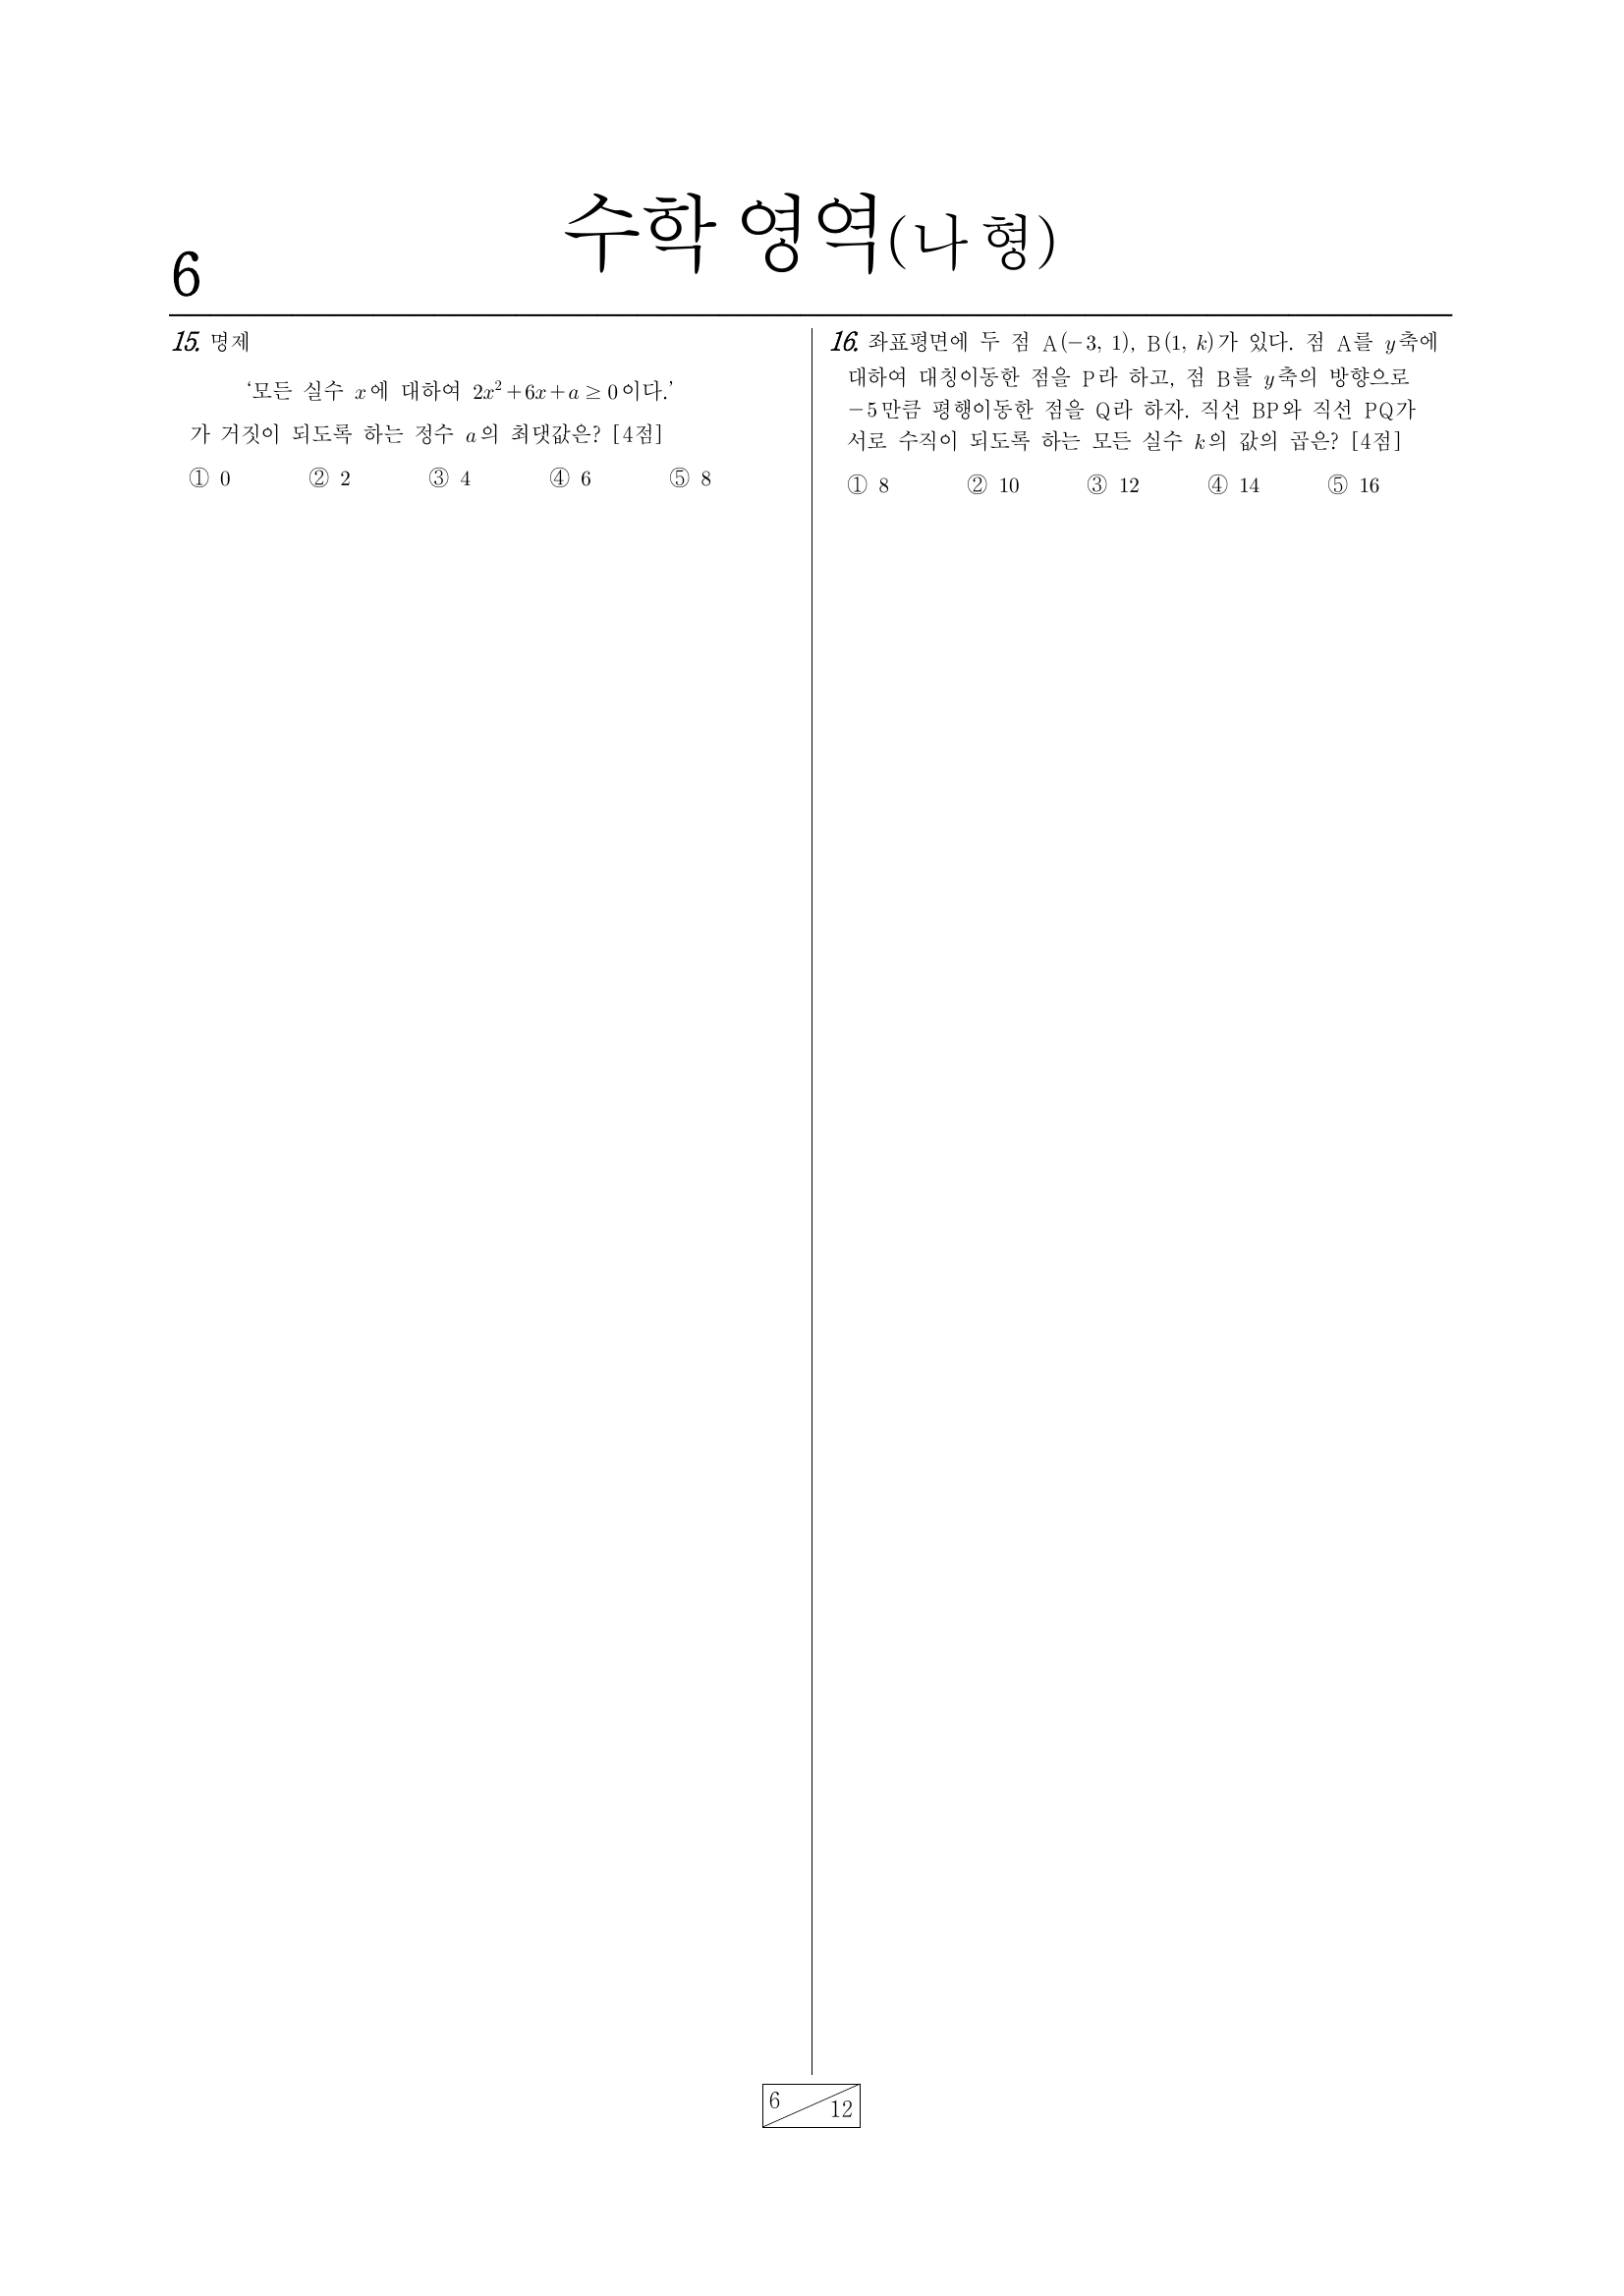 수학 영역(나 형)
6
15. 명제
‘모든 실수 x에 대하여 2x²+6x+a≥0이다.’
가 거짓이 되도록 하는 정수 a의 최댓값은? [4점]
① 0 ② 2 ③ 4 ④ 6 ⑤ 8
16. 좌표평면에 두 점 A(−3, 1), B(1, k)가 있다. 점 A를 y축에
대하여 대칭이동한 점을 P라 하고, 점 B를 y축의 방향으로
−5만큼 평행이동한 점을 Q라 하자. 직선 BP와 직선 PQ가
서로 수직이 되도록 하는 모든 실수 k의 값의 곱은? [4점]
① 8 ② 10 ③ 12 ④ 14 ⑤ 16
6
12